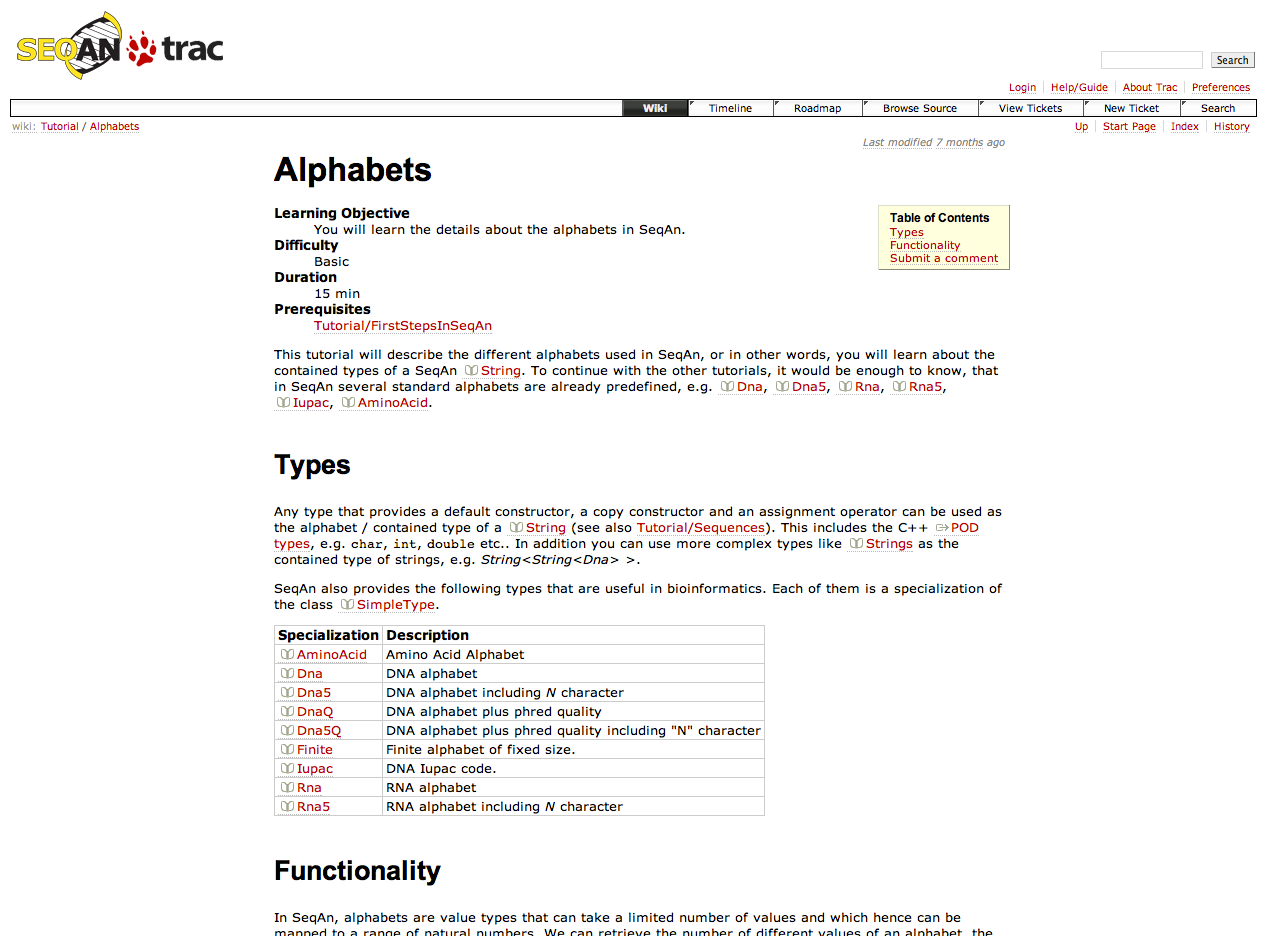 SEQAN trac
Search
Login Help/Guide About Trac Preferences
Wiki Timeline Roadmap Browse Source View Tickets New Ticket Search
wiki: Tutorial / Alphabets
Up Start Page Index History
Last modified 7 months ago
Alphabets
Table of Contents
Types
Functionality
Submit a comment
Learning Objective
You will learn the details about the alphabets in SeqAn.
Difficulty
Basic
Duration
15 min
Prerequisites
Tutorial/FirstStepsInSeqAn
This tutorial will describe the different alphabets used in SeqAn, or in other words, you will learn about the
contained types of a SeqAn String. To continue with the other tutorials, it would be enough to know, that
in SeqAn several standard alphabets are already predefined, e.g. Dna, Dna5, Rna, Rna5,
Iupac, AminoAcid.
Types
Any type that provides a default constructor, a copy constructor and an assignment operator can be used as
the alphabet / contained type of a String (see also Tutorial/Sequences). This includes the C++ POD
types, e.g. char, int, double etc.. In addition you can use more complex types like Strings as the
contained type of strings, e.g. String<String<Dna> >.
SeqAn also provides the following types that are useful in bioinformatics. Each of them is a specialization of
the class SimpleType.
Specialization Description
AminoAcid Amino Acid Alphabet
Dna DNA alphabet
Dna5 DNA alphabet including N character
DnaQ DNA alphabet plus phred quality
Dna5Q DNA alphabet plus phred quality including "N" character
Finite Finite alphabet of fixed size.
Iupac DNA Iupac code.
Rna RNA alphabet
Rna5 RNA alphabet including N character
Functionality
In SeqAn, alphabets are value types that can take a limited number of values and which hence can be
mapped to a range of natural numbers. We can retrieve the number of different values of an alphabet, the